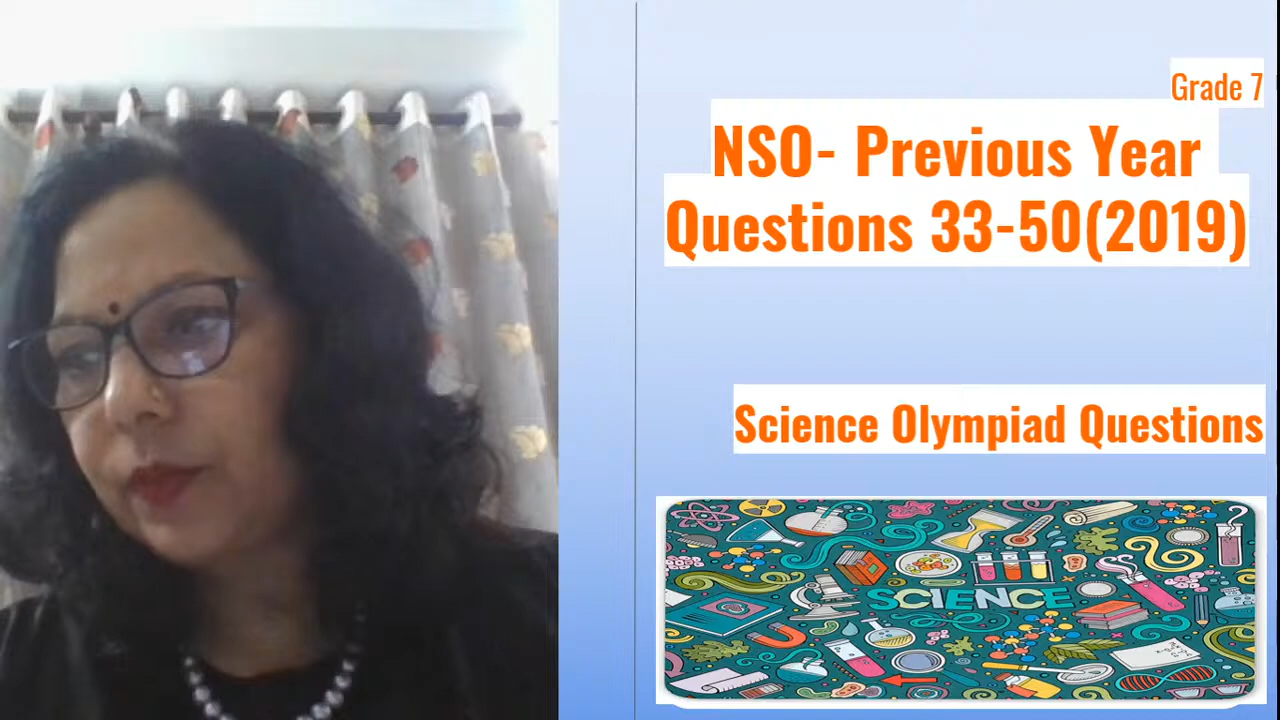 Grade 7
NSO- Previous Year
Questions 33-50(2019)
Science Olympiad Questions
SCIENCE